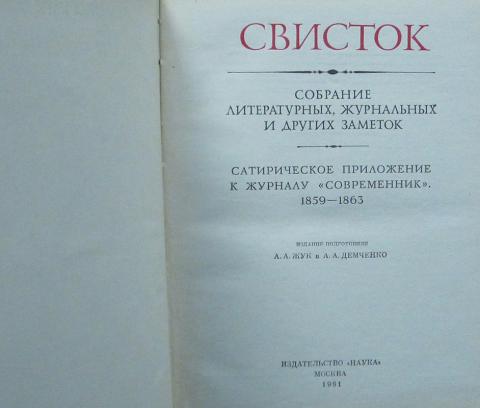 СВИСТОК
СОБРАНИЕ
ЛИТЕРАТУРНЫХ, ЖУРНАЛЬНЫХ
И ДРУГИХ ЗАМЕТОК
САТИРИЧЕСКОЕ ПРИЛОЖЕНИЕ
К ЖУРНАЛУ «СОВРЕМЕННИК».
1859—1863
ИЗДАНИЕ ПОДГОТОВИЛИ
А. А. ЖУК и А. А. ДЕМЧЕНКО
ИЗДАТЕЛЬСТВО «НАУКА»
МОСКВА
1981